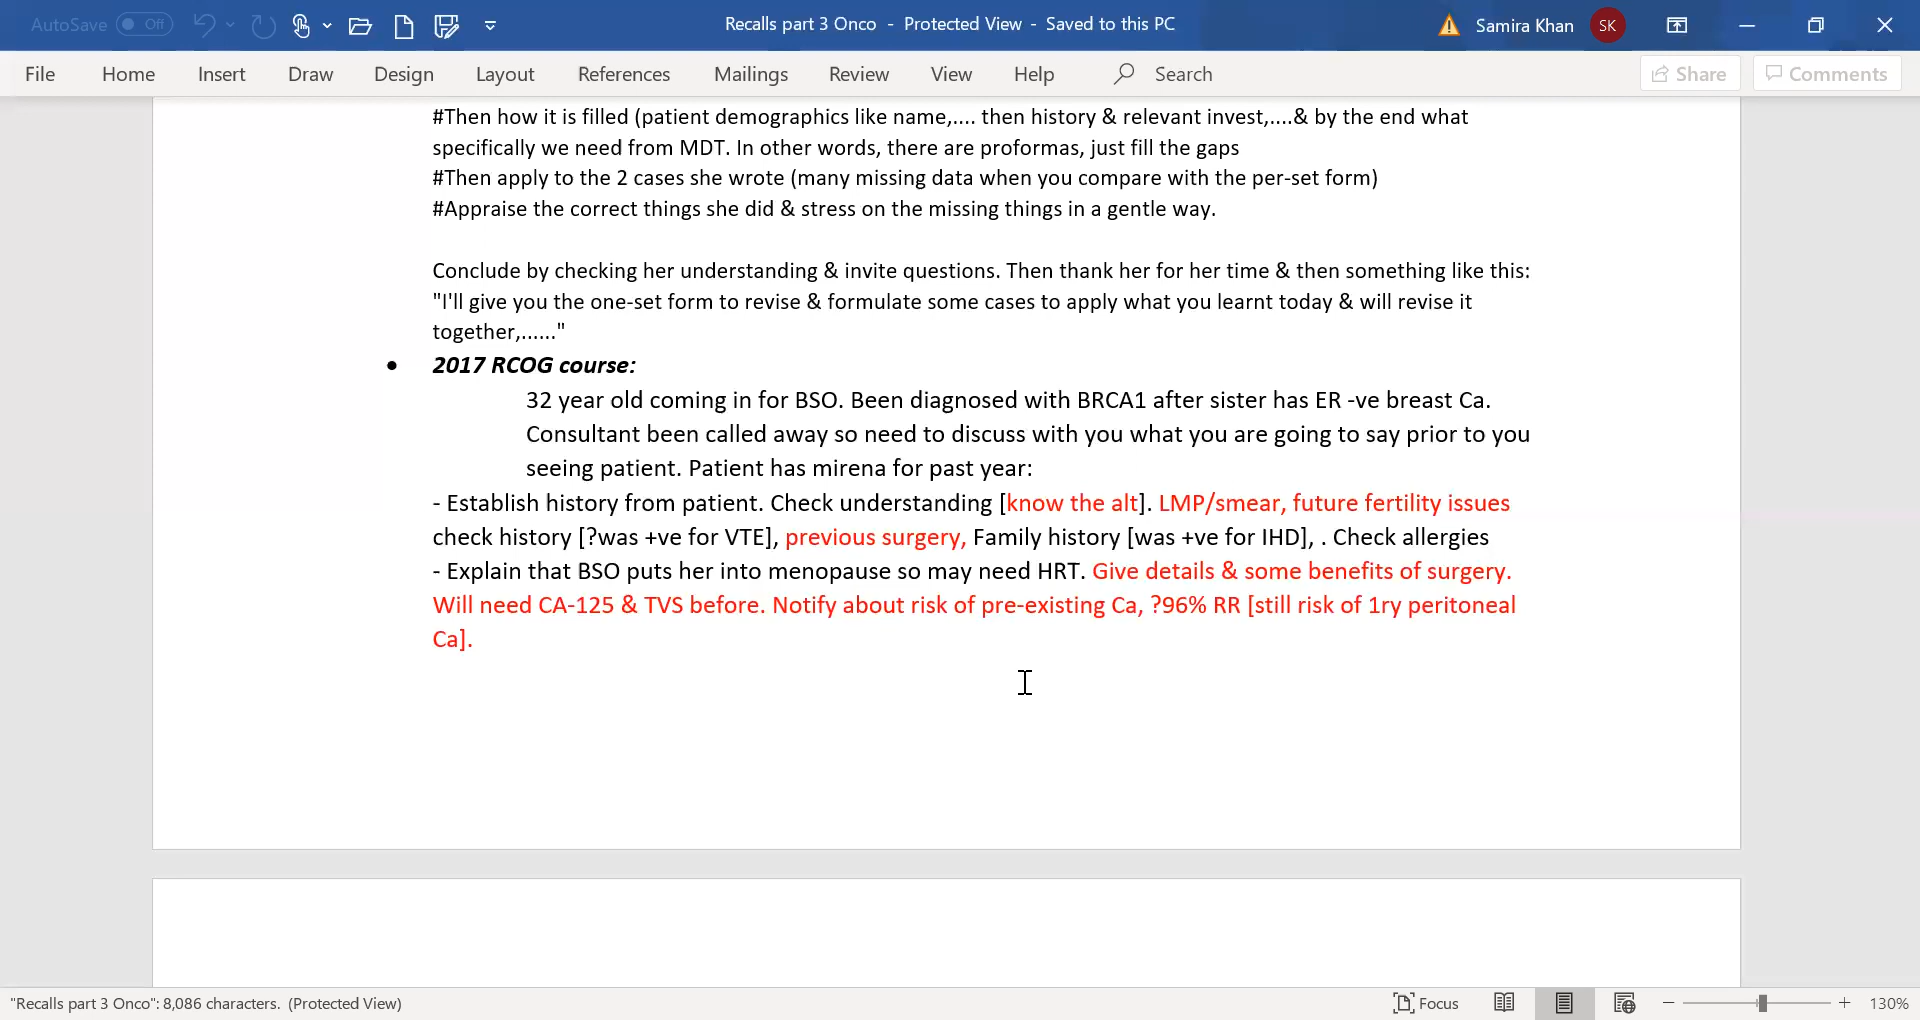 AutoSave Off
Recalls part 3 Onco - Protected View - Saved to this PC
Samira Khan SK
File Home Insert Draw Design Layout References Mailings Review View Help Search Share Comments
#Then how it is filled (patient demographics like name,.... then history & relevant invest,....& by the end what
specifically we need from MDT. In other words, there are proformas, just fill the gaps
#Then apply to the 2 cases she wrote (many missing data when you compare with the per-set form)
#Appraise the correct things she did & stress on the missing things in a gentle way.
Conclude by checking her understanding & invite questions. Then thank her for her time & then something like this:
"I'll give you the one-set form to revise & formulate some cases to apply what you learnt today & will revise it
together,......"
• 2017 RCOG course:
32 year old coming in for BSO. Been diagnosed with BRCA1 after sister has ER -ve breast Ca.
Consultant been called away so need to discuss with you what you are going to say prior to you
seeing patient. Patient has mirena for past year:
- Establish history from patient. Check understanding [know the alt]. LMP/smear, future fertility issues
check history [?was +ve for VTE], previous surgery, Family history [was +ve for IHD], . Check allergies
- Explain that BSO puts her into menopause so may need HRT. Give details & some benefits of surgery.
Will need CA-125 & TVS before. Notify about risk of pre-existing Ca, ?96% RR [still risk of 1ry peritoneal
Ca].
"Recalls part 3 Onco": 8,086 characters. (Protected View)
Focus
130%